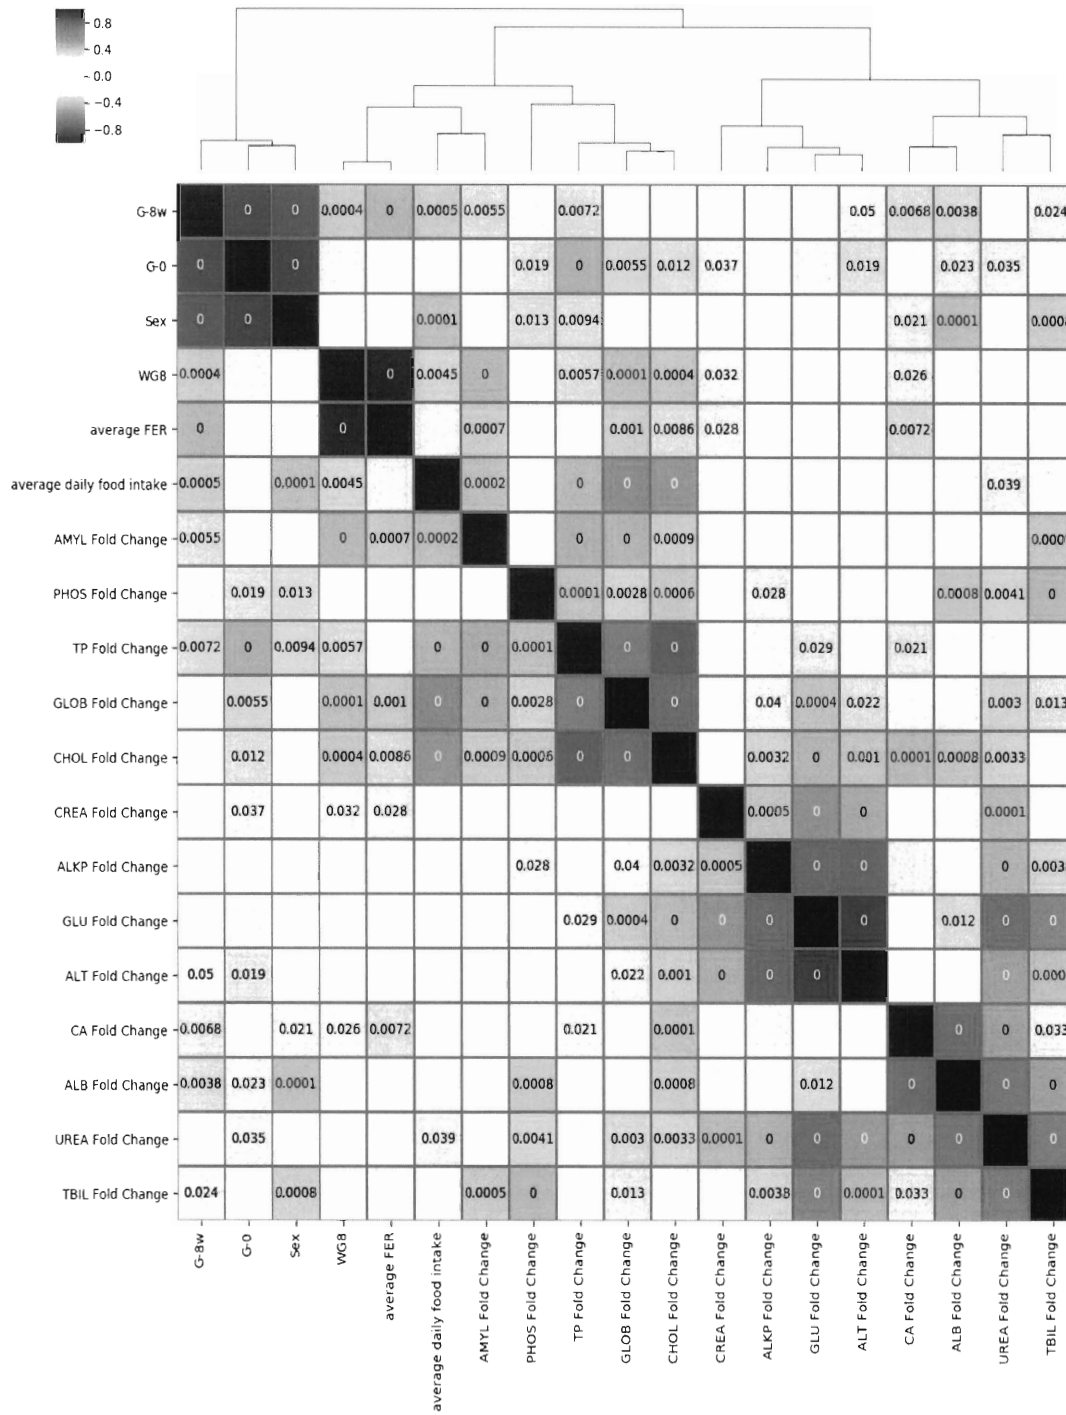 0.8
0.4
0.0
−0.4
−0.8
G-8w 0 0 0.0004 0 0.0005 0.0055 0.0072 0.05 0.0068 0.0038 0.024
G-0 0 0 0.019 0 0.0055 0.012 0.037 0.019 0.023 0.035
Sex 0 0 0.0001 0.013 0.0094 0.021 0.0001 0.000
WG8 0.0004 0 0.0045 0 0.0057 0.0001 0.0004 0.032 0.026
average FER 0 0 0.0007 0.001 0.0086 0.028 0.0072
average daily food intake 0.0005 0.0001 0.0045 0.0002 0 0 0 0.039
AMYL Fold Change 0.0055 0 0.0007 0.0002 0 0 0.0009 0.000
PHOS Fold Change 0.019 0.013 0.0001 0.0028 0.0006 0.028 0.0008 0.0041 0
TP Fold Change 0.0072 0 0.0094 0.0057 0 0 0.0001 0 0 0.029 0.021
GLOB Fold Change 0.0055 0.0001 0.001 0 0 0.0028 0 0 0.04 0.0004 0.022 0.003 0.013
CHOL Fold Change 0.012 0.0004 0.0086 0 0.0009 0.0006 0 0 0.0032 0 0.001 0.0001 0.0008 0.0033
CREA Fold Change 0.037 0.032 0.028 0.0005 0 0 0.0001
ALKP Fold Change 0.028 0.04 0.0032 0.0005 0 0 0 0.003
GLU Fold Change 0.029 0.0004 0 0 0 0 0.012 0 0
ALT Fold Change 0.05 0.019 0.022 0.001 0 0 0 0 0.000
CA Fold Change 0.0068 0.021 0.026 0.0072 0.021 0.0001 0 0 0.033
ALB Fold Change 0.0038 0.023 0.0001 0.0008 0.0008 0.012 0 0 0
UREA Fold Change 0.035 0.039 0.0041 0.003 0.0033 0.0001 0 0 0 0 0 0
TBIL Fold Change 0.024 0.0008 0.0005 0 0.013 0.0038 0 0.0001 0.033 0 0
G-8w
G-0
Sex
WG8
average FER
average daily food intake
AMYL Fold Change
PHOS Fold Change
TP Fold Change
GLOB Fold Change
CHOL Fold Change
CREA Fold Change
ALKP Fold Change
GLU Fold Change
ALT Fold Change
CA Fold Change
ALB Fold Change
UREA Fold Change
TBIL Fold Change